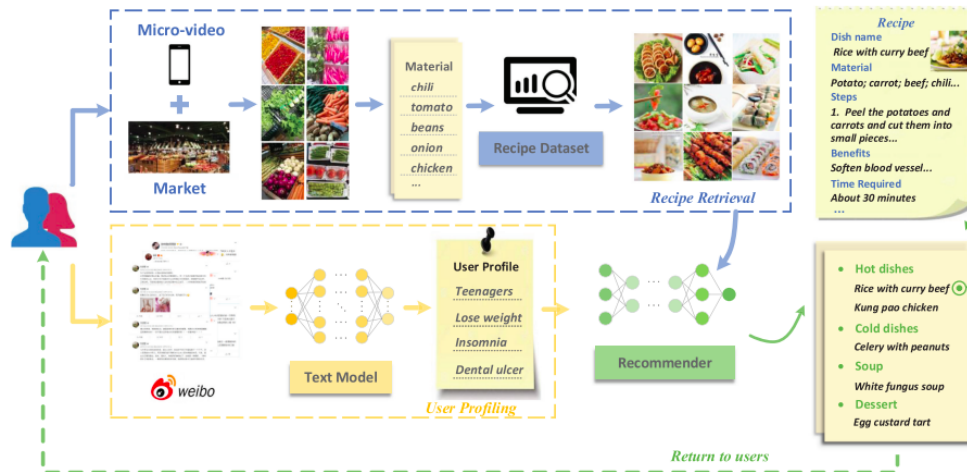 Micro-video
Market
Material
chili
tomato
beans
onion
chicken
...
Recipe Dataset
Recipe Retrieval
Recipe
Dish name
Rice with curry beef
Material
Potato; carrot; beef; chili...
Steps
1. Peel the potatoes and
carrots and cut them into
small pieces...
Benefits
Soften blood vessel...
Time Required
About 30 minutes
...
weibo
Text Model
User Profile
Teenagers
Lose weight
Insomnia
Dental ulcer
User Profiling
Recommender
• Hot dishes
Rice with curry beef
Kung pao chicken
• Cold dishes
Celery with peanuts
• Soup
White fungus soup
• Dessert
Egg custard tart
Return to users